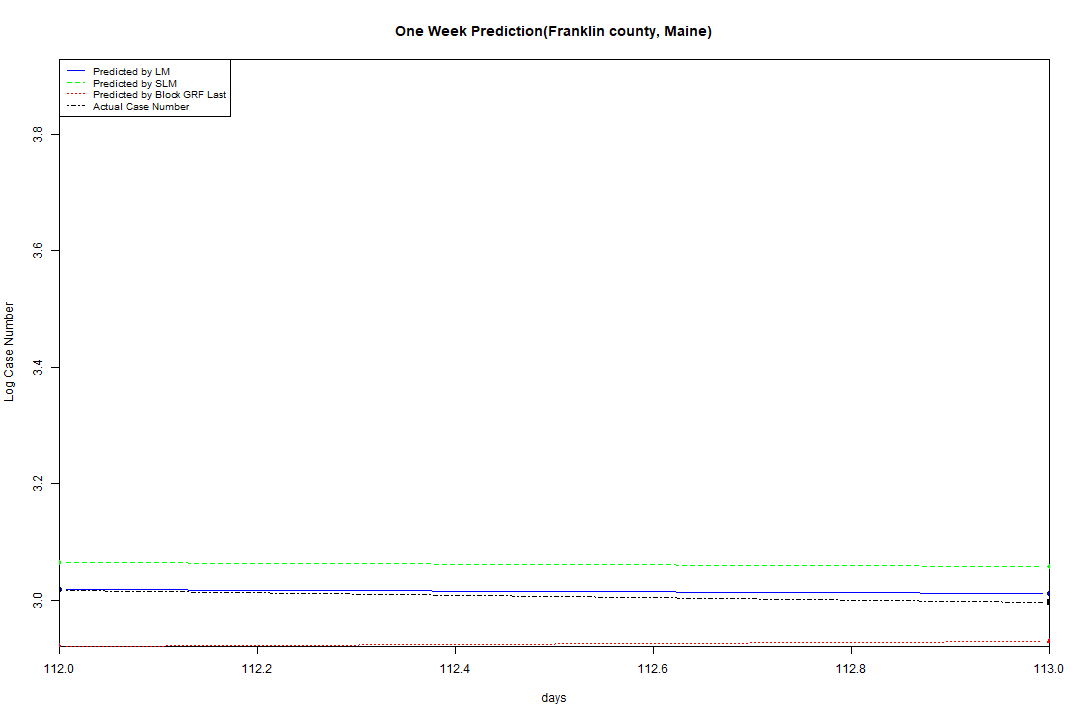 One Week Prediction(Franklin county, Maine)
Predicted by LM
Predicted by SLM
Predicted by Block GRF Last
Actual Case Number
Log Case Number
3.8
3.6
3.4
3.2
3.0
112.0 112.2 112.4 112.6 112.8 113.0
days